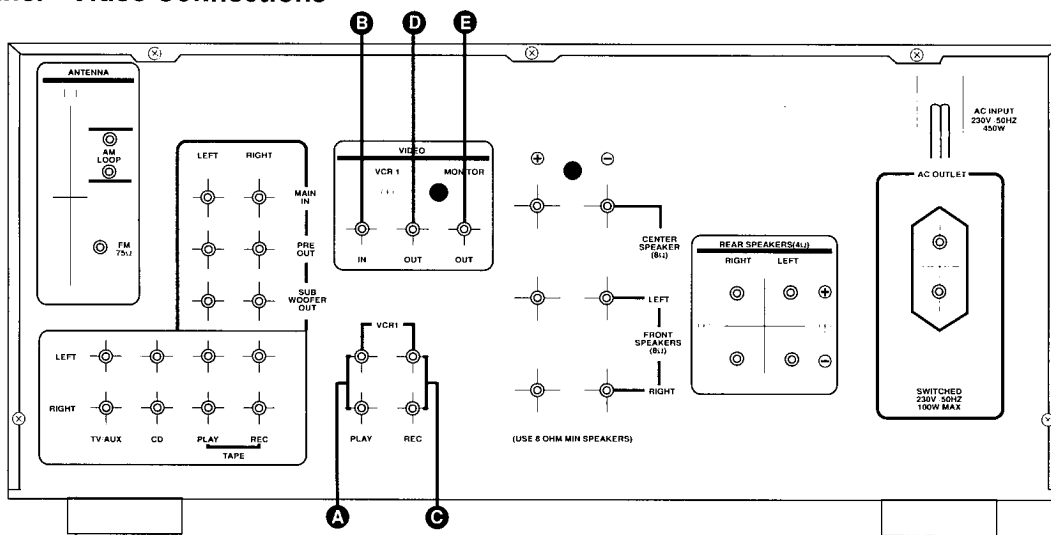 Video Connections
B D E
ANTENNA
AM
LOOP
FM
75Ω
LEFT RIGHT
MAIN
IN
PRE
OUT
SUB
WOOFER
OUT
LEFT
RIGHT
TV AUX CD PLAY REC
TAPE
VIDEO
VCR 1 MONITOR
IN OUT OUT
VCR1
PLAY REC
A C
+ −
CENTER
SPEAKER
(8Ω)
LEFT
FRONT
SPEAKERS
(8Ω)
RIGHT
(USE 8 OHM MIN SPEAKERS)
REAR SPEAKERS(4Ω)
RIGHT LEFT
+
−
AC INPUT
230V 50HZ
450W
AC OUTLET
SWITCHED
230V 50HZ
100W MAX